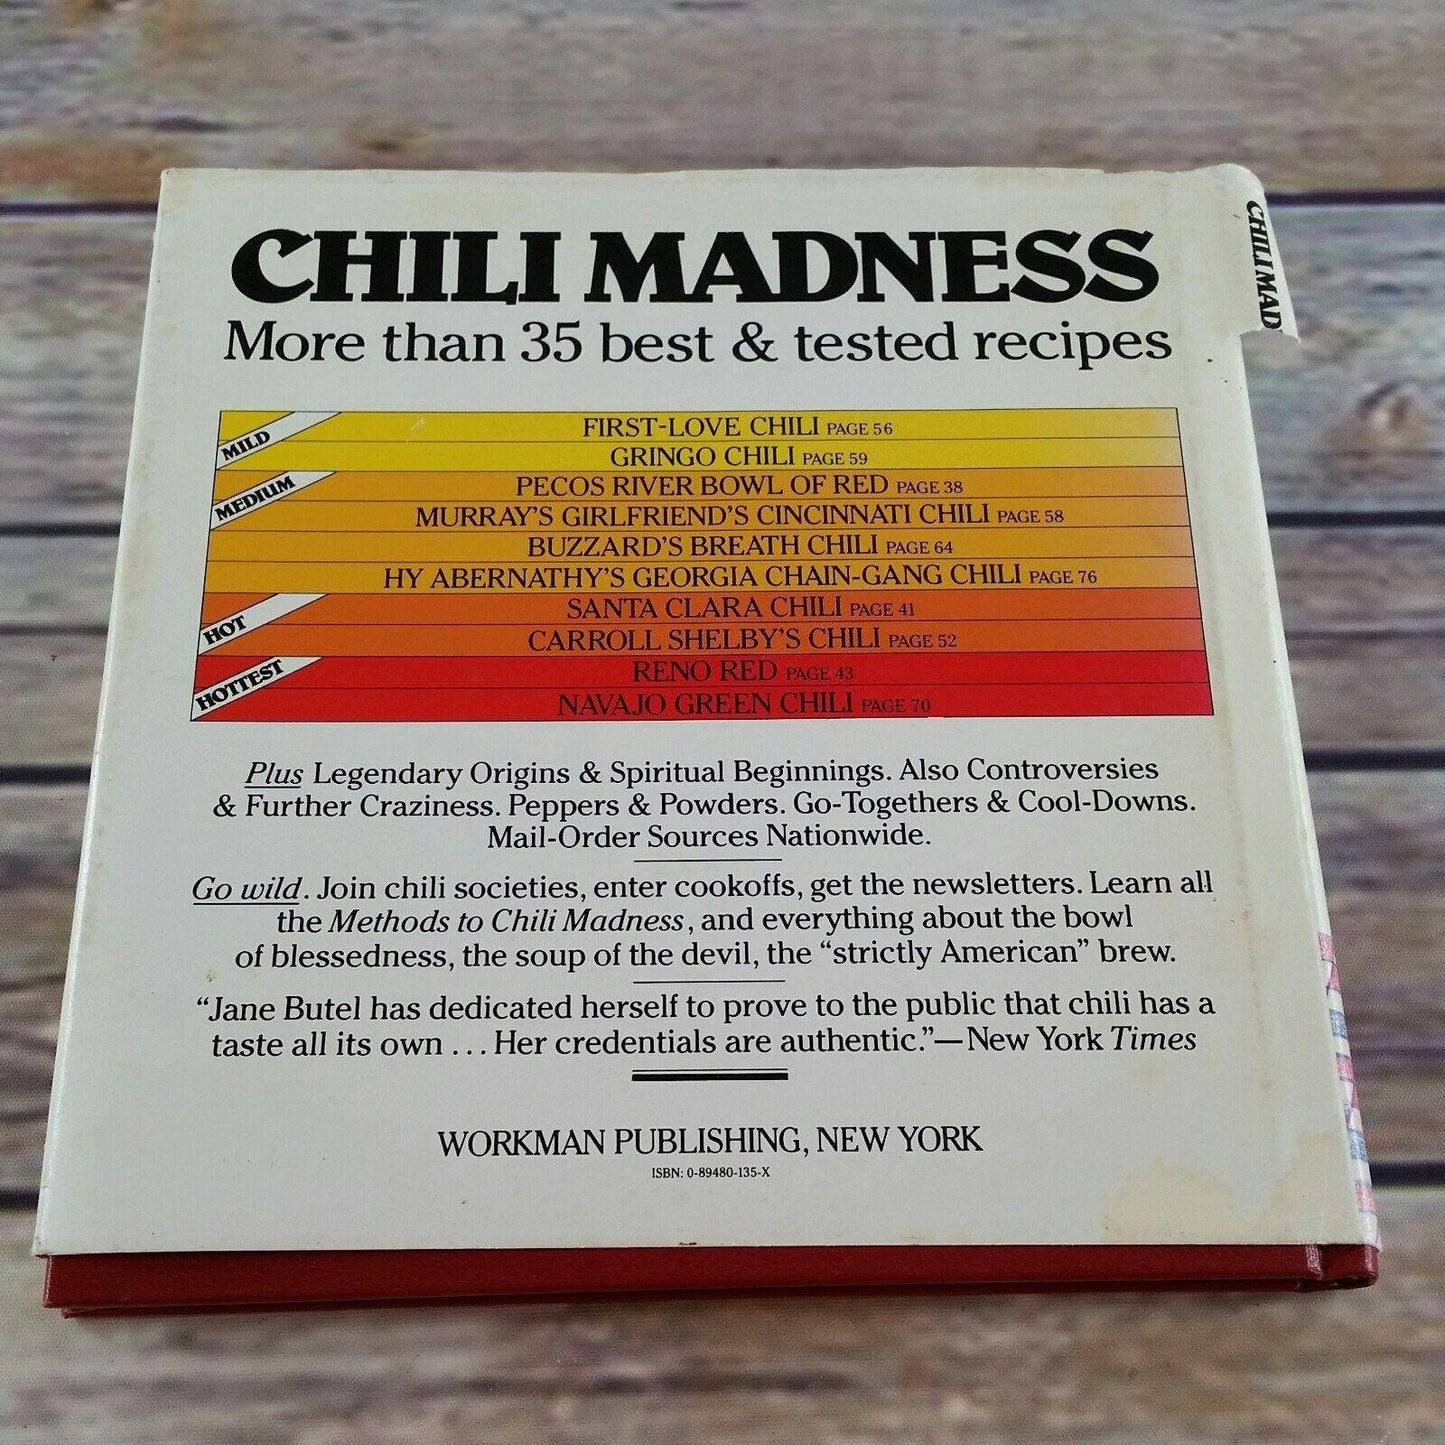 CHILI MADNESS
More than 35 best & tested recipes
MILD
FIRST-LOVE CHILI PAGE 56
GRINGO CHILI PAGE 59
MEDIUM
PECOS RIVER BOWL OF RED PAGE 38
MURRAY'S GIRLFRIEND'S CINCINNATI CHILI PAGE 58
BUZZARD'S BREATH CHILI PAGE 64
HY ABERNATHY'S GEORGIA CHAIN-GANG CHILI PAGE 76
HOT
SANTA CLARA CHILI PAGE 41
CARROLL SHELBY'S CHILI PAGE 52
HOTTEST
RENO RED PAGE 43
NAVAJO GREEN CHILI PAGE 70
Plus Legendary Origins & Spiritual Beginnings. Also Controversies
& Further Craziness. Peppers & Powders. Go-Togethers & Cool-Downs.
Mail-Order Sources Nationwide.
Go wild. Join chili societies, enter cookoffs, get the newsletters. Learn all
the Methods to Chili Madness, and everything about the bowl
of blessedness, the soup of the devil, the “strictly American” brew.
“Jane Butel has dedicated herself to prove to the public that chili has a
taste all its own . . . Her credentials are authentic.”—New York Times
WORKMAN PUBLISHING, NEW YORK
ISBN: 0-89480-135-X
CHILI MAD